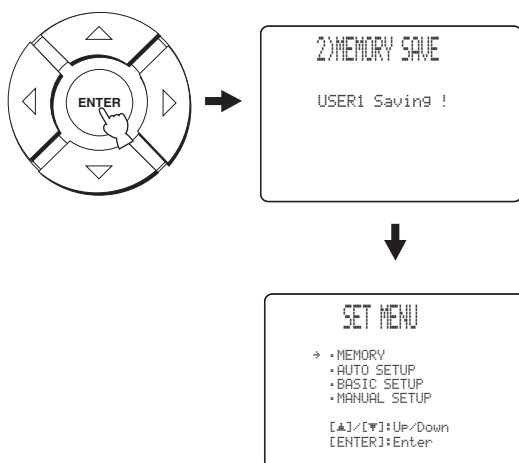 ENTER
2)MEMORY SAVE
USER1 Saving !
SET MENU
→ ▪MEMORY
▪AUTO SETUP
▪BASIC SETUP
▪MANUAL SETUP
[▲]/[▼]:Up/Down
[ENTER]:Enter